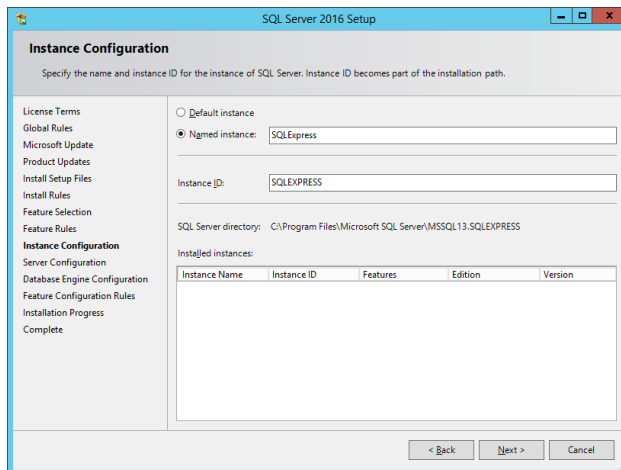 SQL Server 2016 Setup
Instance Configuration
Specify the name and instance ID for the instance of SQL Server. Instance ID becomes part of the installation path.
License Terms
Global Rules
Microsoft Update
Product Updates
Install Setup Files
Install Rules
Feature Selection
Feature Rules
Instance Configuration
Server Configuration
Database Engine Configuration
Feature Configuration Rules
Installation Progress
Complete
Default instance
Named instance: SQLExpress
Instance ID: SQLEXPRESS
SQL Server directory: C:\Program Files\Microsoft SQL Server\MSSQL13.SQLEXPRESS
Installed instances:
Instance Name Instance ID Features Edition Version
< Back Next > Cancel